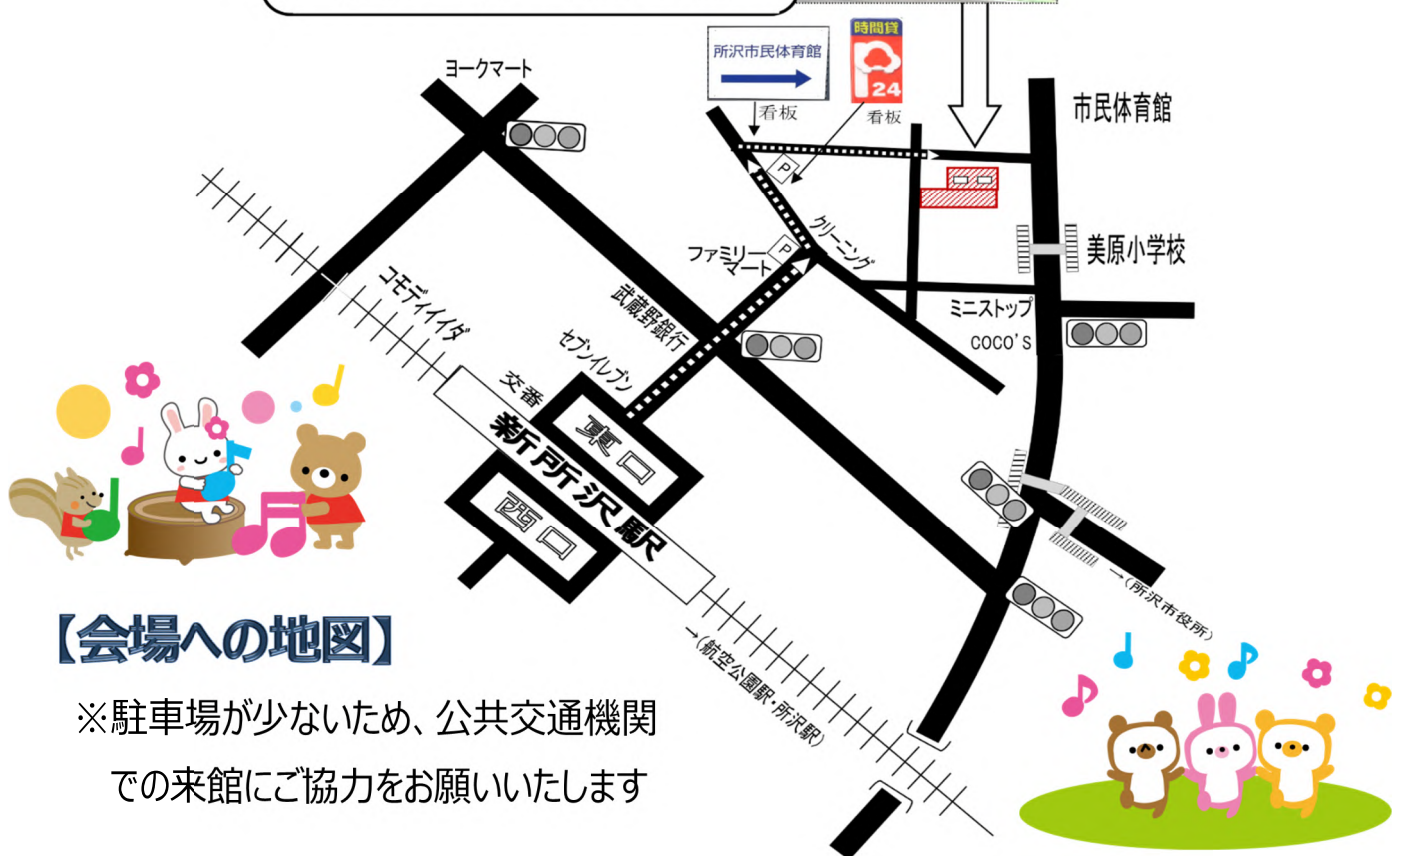 ヨークマート
所沢市民体育館
時間貸
P
24
看板
看板
市民体育館
P
クリーニング
P
ファミリー
マート
美原小学校
コモディイイダ
武蔵野銀行
ミニストップ
COCO'S
セブンイレブン
交番
東口
新所沢駅
西口
→(所沢市役所)
→(航空公園駅・所沢駅)
【会場への地図】
※駐車場が少ないため、公共交通機関
での来館にご協力をお願いいたします